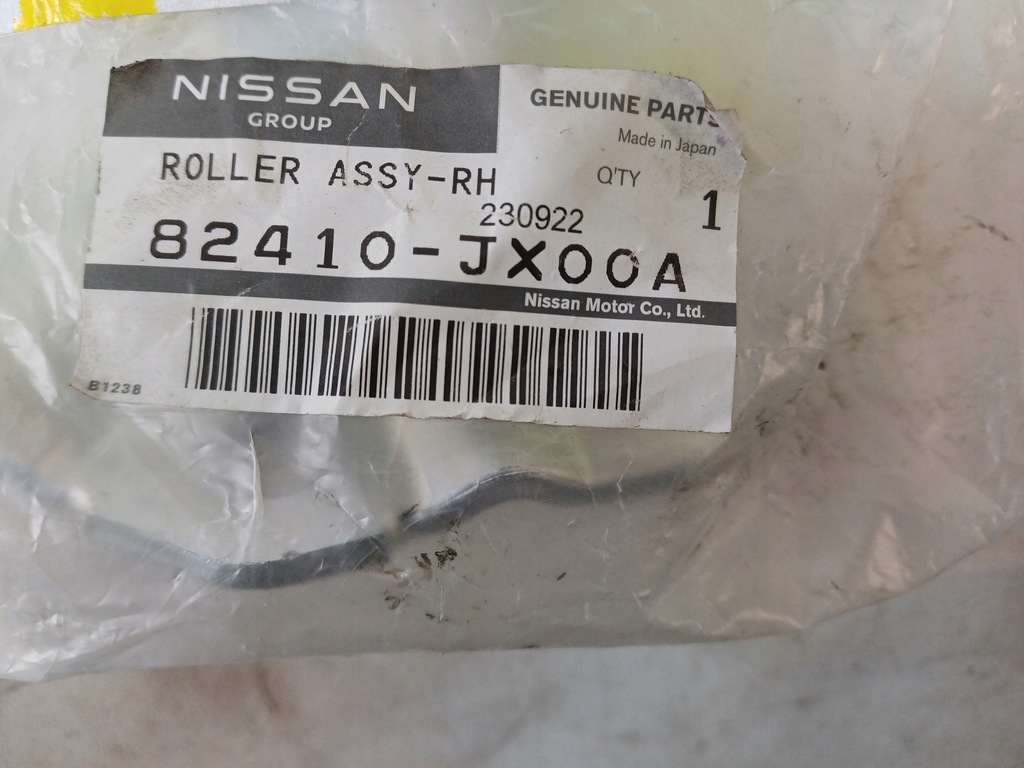 NISSAN
GROUP
GENUINE PARTS
Made in Japan
ROLLER ASSY-RH
Q'TY
1
230922
82410-JX00A
Nissan Motor Co., Ltd.
B1238